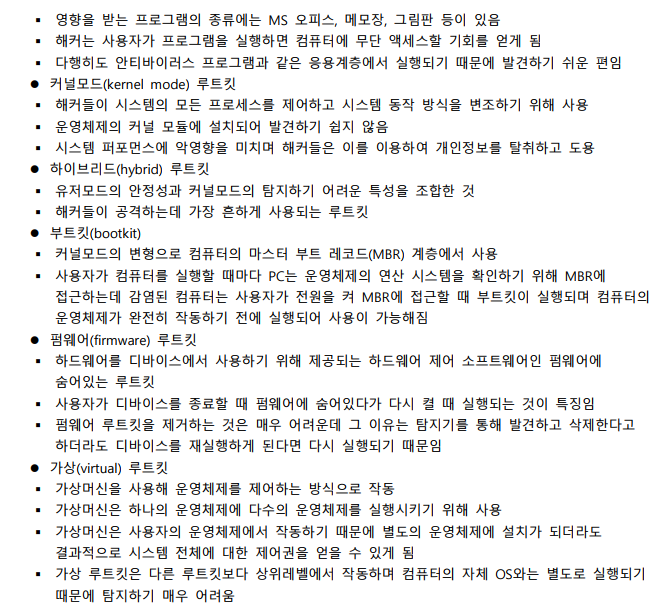 ▪ 영향을 받는 프로그램의 종류에는 MS 오피스, 메모장, 그림판 등이 있음
▪ 해커는 사용자가 프로그램을 실행하면 컴퓨터에 무단 액세스할 기회를 얻게 됨
▪ 다행히도 안티바이러스 프로그램과 같은 응용계층에서 실행되기 때문에 발견하기 쉬운 편임
● 커널모드(kernel mode) 루트킷
▪ 해커들이 시스템의 모든 프로세스를 제어하고 시스템 동작 방식을 변조하기 위해 사용
▪ 운영체제의 커널 모듈에 설치되어 발견하기 쉽지 않음
▪ 시스템 퍼포먼스에 악영향을 미치며 해커들은 이를 이용하여 개인정보를 탈취하고 도용
● 하이브리드(hybrid) 루트킷
▪ 유저모드의 안정성과 커널모드의 탐지하기 어려운 특성을 조합한 것
▪ 해커들이 공격하는데 가장 흔하게 사용되는 루트킷
● 부트킷(bootkit)
▪ 커널모드의 변형으로 컴퓨터의 마스터 부트 레코드(MBR) 계층에서 사용
▪ 사용자가 컴퓨터를 실행할 때마다 PC는 운영체제의 연산 시스템을 확인하기 위해 MBR에
접근하는데 감염된 컴퓨터는 사용자가 전원을 켜 MBR에 접근할 때 부트킷이 실행되며 컴퓨터의
운영체제가 완전히 작동하기 전에 실행되어 사용이 가능해짐
● 펌웨어(firmware) 루트킷
▪ 하드웨어를 디바이스에서 사용하기 위해 제공되는 하드웨어 제어 소프트웨어인 펌웨어에
숨어있는 루트킷
▪ 사용자가 디바이스를 종료할 때 펌웨어에 숨어있다가 다시 켤 때 실행되는 것이 특징임
▪ 펌웨어 루트킷을 제거하는 것은 매우 어려운데 그 이유는 탐지기를 통해 발견하고 삭제한다고
하더라도 디바이스를 재실행하게 된다면 다시 실행되기 때문임
● 가상(virtual) 루트킷
▪ 가상머신을 사용해 운영체제를 제어하는 방식으로 작동
▪ 가상머신은 하나의 운영체제에 다수의 운영체제를 실행시키기 위해 사용
▪ 가상머신은 사용자의 운영체제에서 작동하기 때문에 별도의 운영체제에 설치가 되더라도
결과적으로 시스템 전체에 대한 제어권을 얻을 수 있게 됨
▪ 가상 루트킷은 다른 루트킷보다 상위레벨에서 작동하며 컴퓨터의 자체 OS와는 별도로 실행되기
때문에 탐지하기 매우 어려움